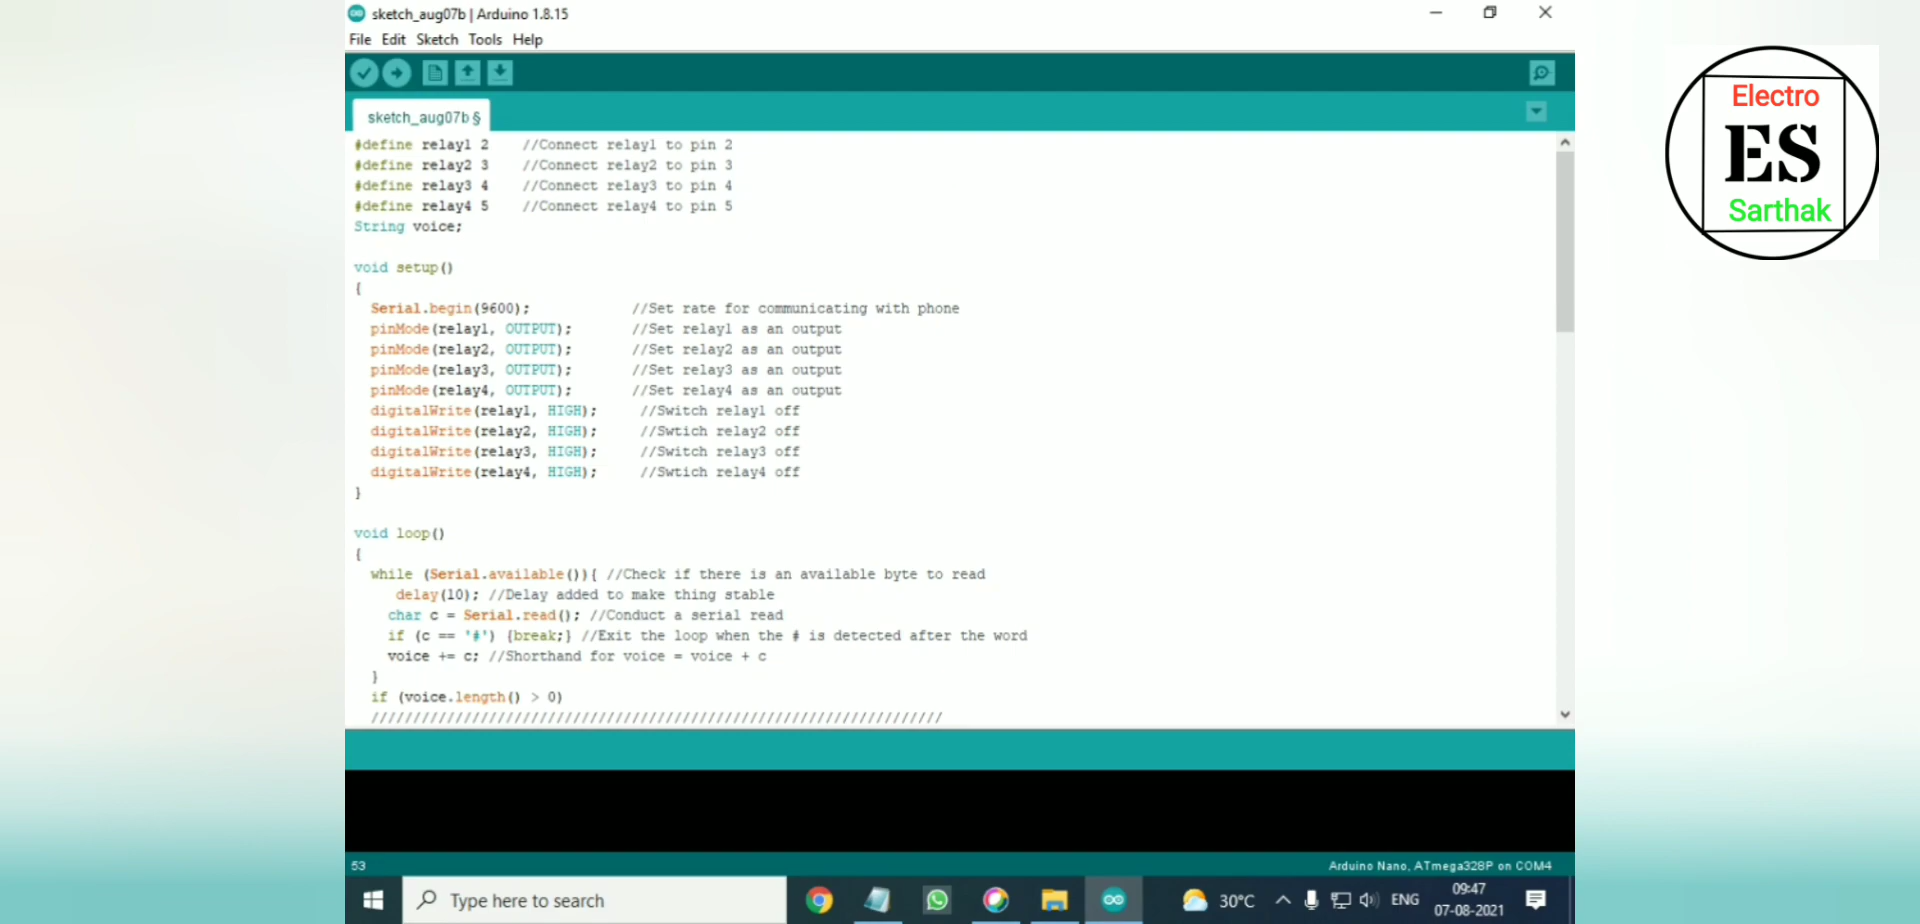 sketch_aug07b | Arduino 1.8.15
File Edit Sketch Tools Help
sketch_aug07b §
#define relay1 2    //Connect relay1 to pin 2
#define relay2 3    //Connect relay2 to pin 3
#define relay3 4    //Connect relay3 to pin 4
#define relay4 5    //Connect relay4 to pin 5
String voice;
void setup()
{
  Serial.begin(9600);            //Set rate for communicating with phone
  pinMode(relay1, OUTPUT);       //Set relay1 as an output
  pinMode(relay2, OUTPUT);       //Set relay2 as an output
  pinMode(relay3, OUTPUT);       //Set relay3 as an output
  pinMode(relay4, OUTPUT);       //Set relay4 as an output
  digitalWrite(relay1, HIGH);     //Switch relay1 off
  digitalWrite(relay2, HIGH);     //Swtich relay2 off
  digitalWrite(relay3, HIGH);     //Switch relay3 off
  digitalWrite(relay4, HIGH);     //Swtich relay4 off
}
void loop()
{
  while (Serial.available()){ //Check if there is an available byte to read
     delay(10); //Delay added to make thing stable
    char c = Serial.read(); //Conduct a serial read
    if (c == '#') {break;} //Exit the loop when the # is detected after the word
    voice += c; //Shorthand for voice = voice + c
  }
  if (voice.length() > 0)
  ////////////////////////////////////////////////////////////////////
53
Arduino Nano, ATmega328P on COM4
Type here to search
30°C
ENG
09:47
07-08-2021
Electro
ES
Sarthak